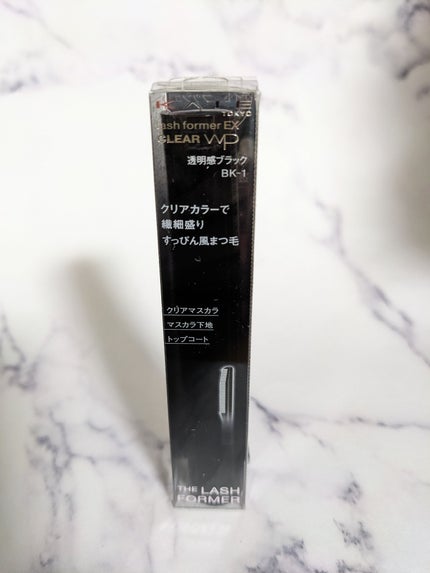 KATE
TOKYO
lash former EX
CLEAR WP
透明感ブラック
BK-1
クリアカラーで
繊細盛り
すっぴん風まつ毛
クリアマスカラ
マスカラ下地
トップコート
THE LASH
FORMER